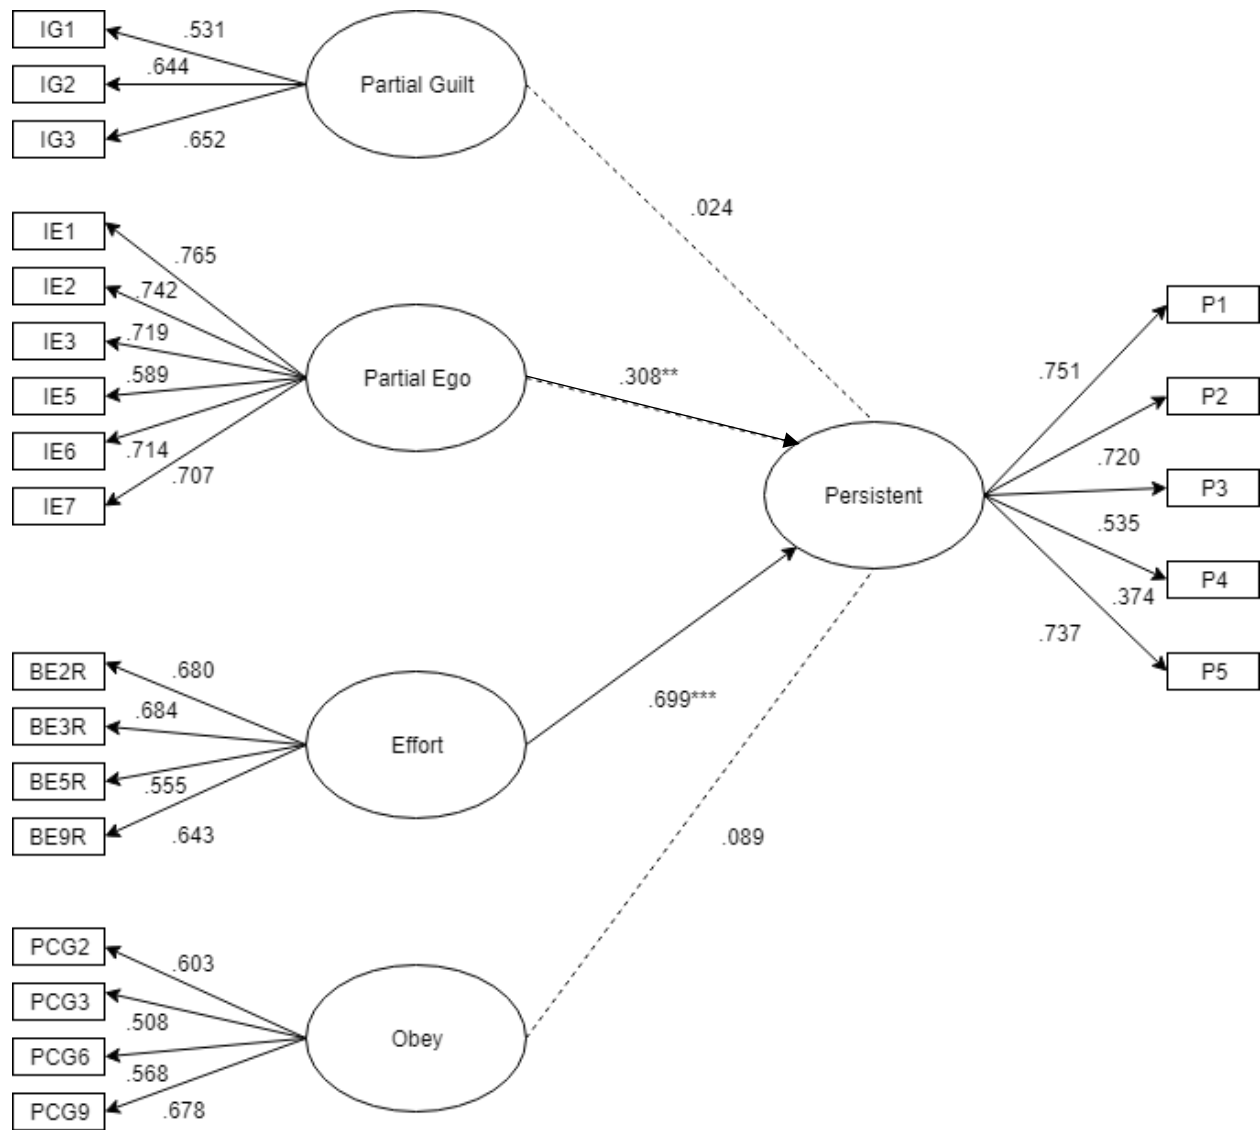 IG1
.531
IG2
.644
IG3
.652
Partial Guilt
.024
IE1
.765
IE2
.742
IE3
.719
IE5
.589
IE6
.714
IE7
.707
Partial Ego
.308**
Persistent
P1
.751
P2
.720
P3
.535
P4
.374
P5
.737
BE2R
.680
BE3R
.684
BE5R
.555
BE9R
.643
Effort
.699***
.089
PCG2
.603
PCG3
.508
PCG6
.568
PCG9
.678
Obey